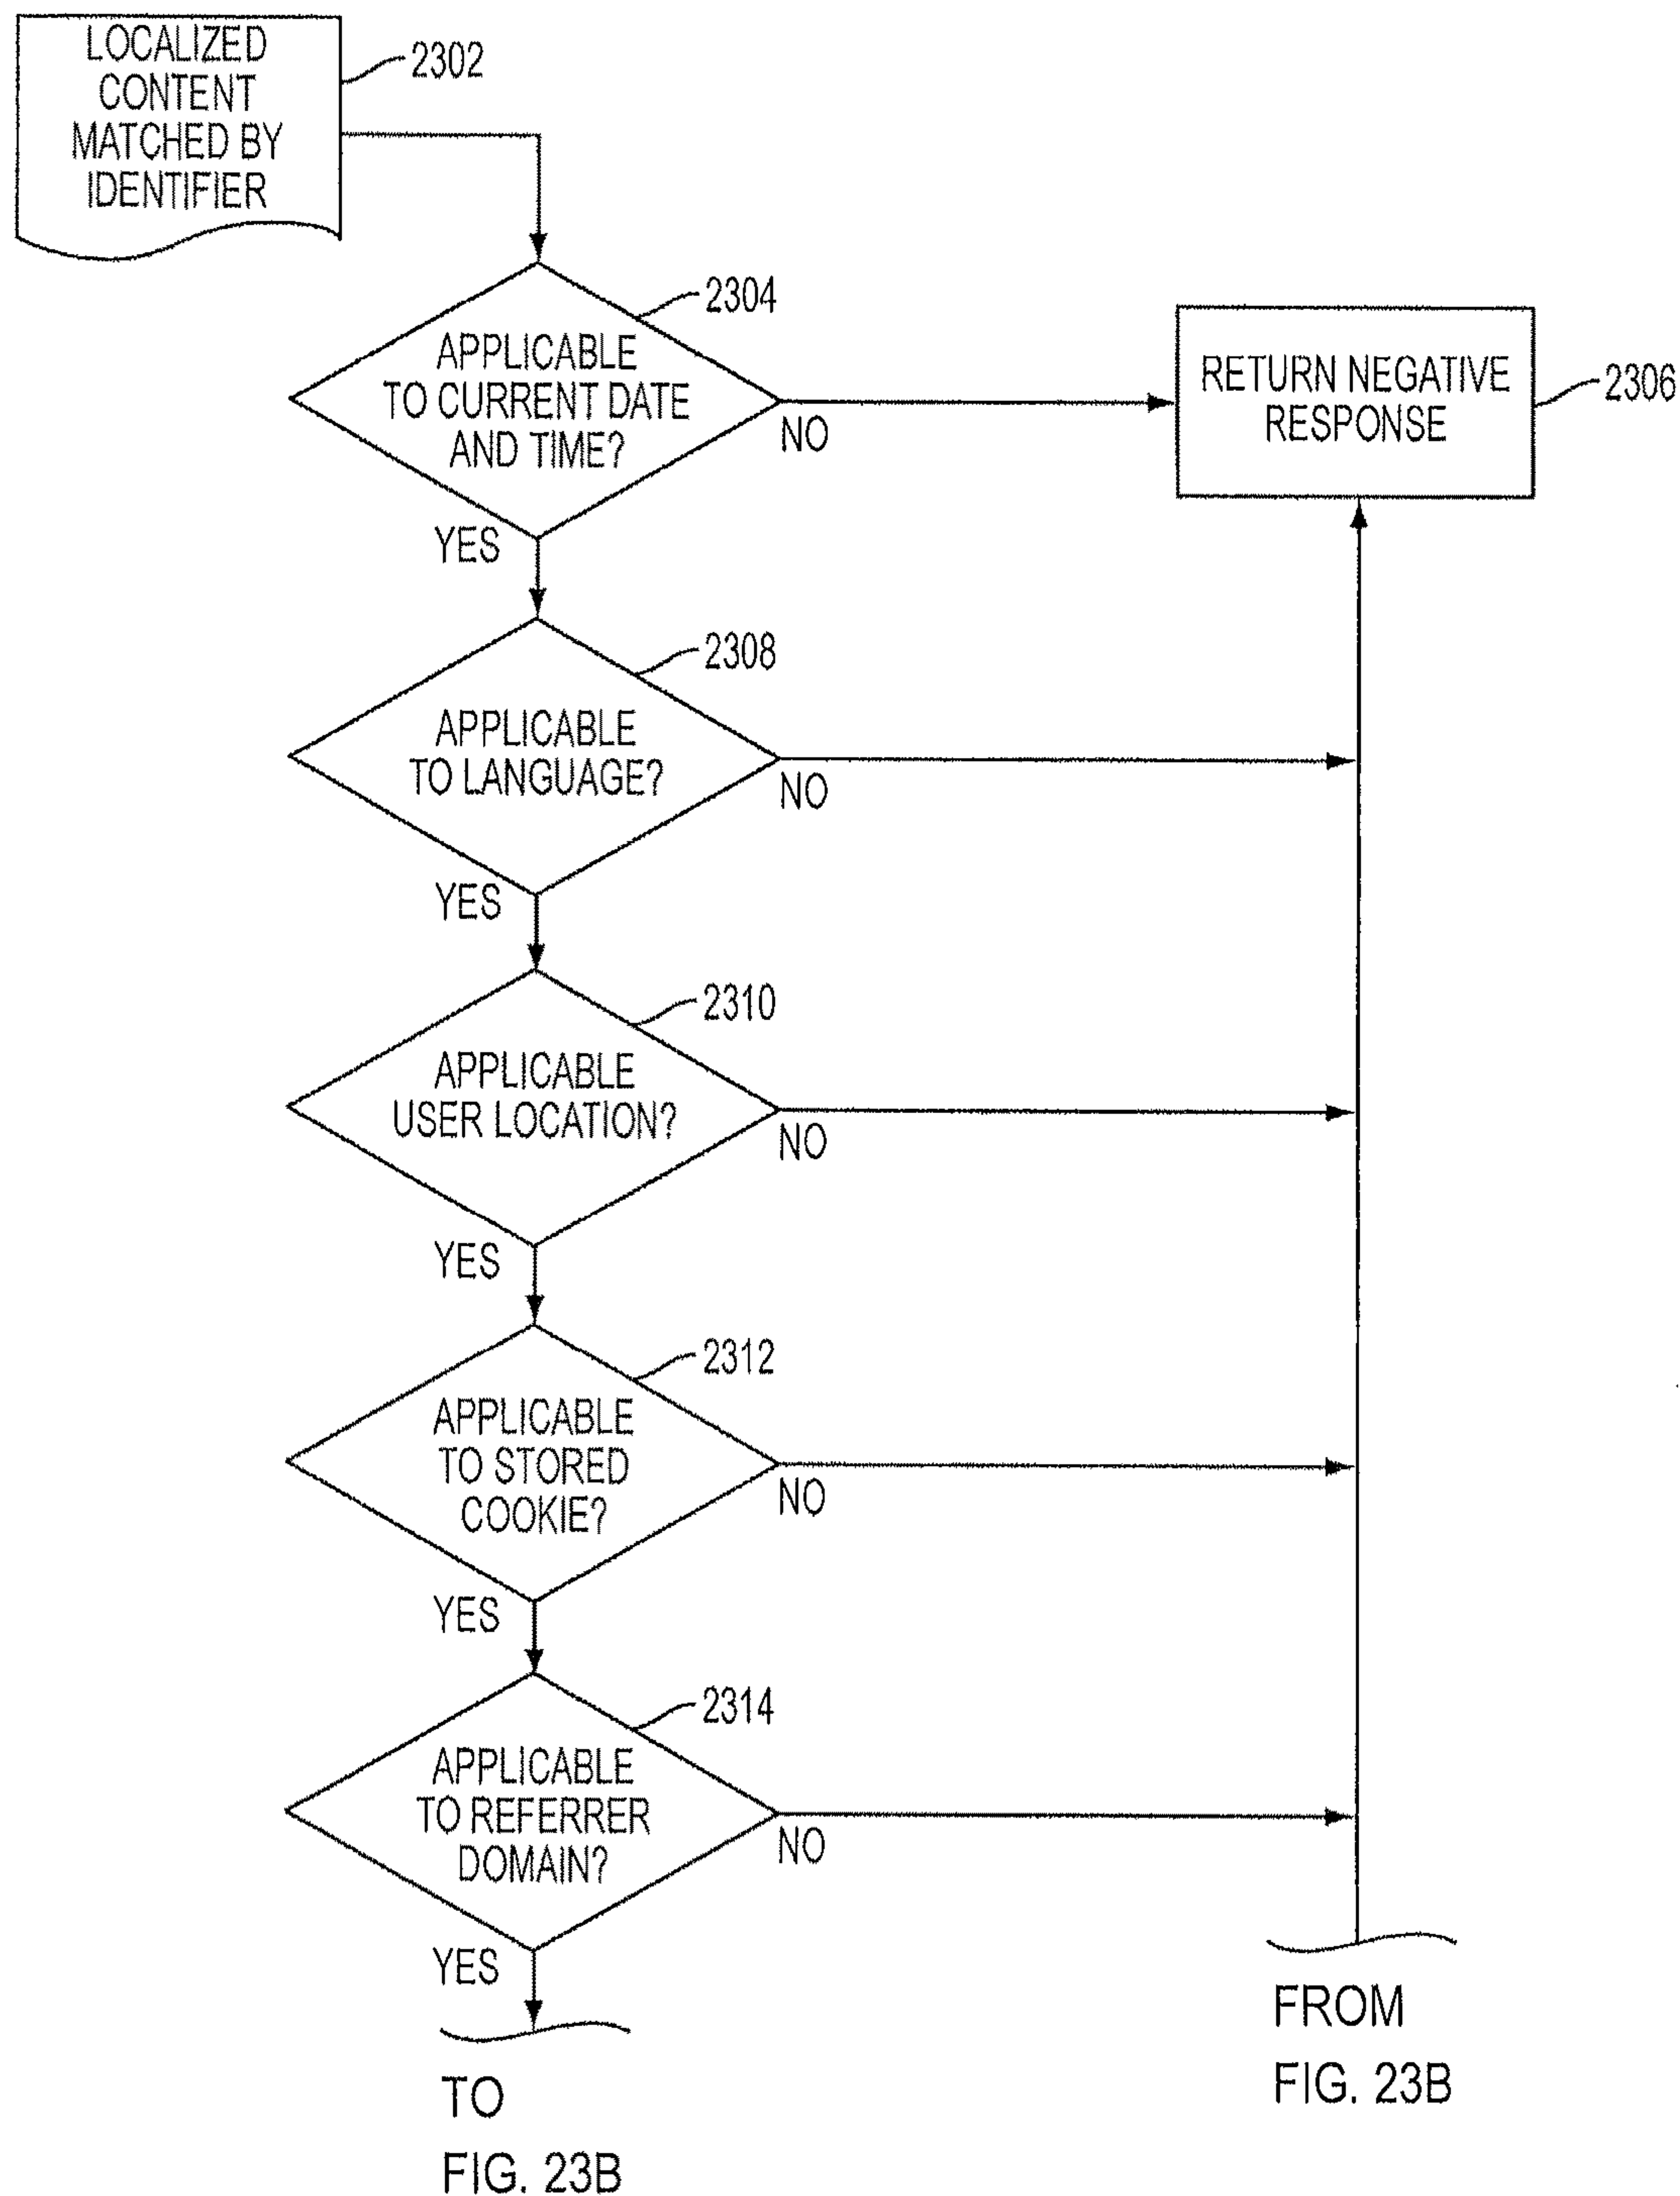 LOCALIZED
CONTENT
MATCHED BY
IDENTIFIER
2302
2304
APPLICABLE
TO CURRENT DATE
AND TIME?
NO
YES
RETURN NEGATIVE
RESPONSE
2306
2308
APPLICABLE
TO LANGUAGE?
NO
YES
2310
APPLICABLE
USER LOCATION?
NO
YES
2312
APPLICABLE
TO STORED
COOKIE?
NO
YES
2314
APPLICABLE
TO REFERRER
DOMAIN?
NO
YES
TO
FIG. 23B
FROM
FIG. 23B